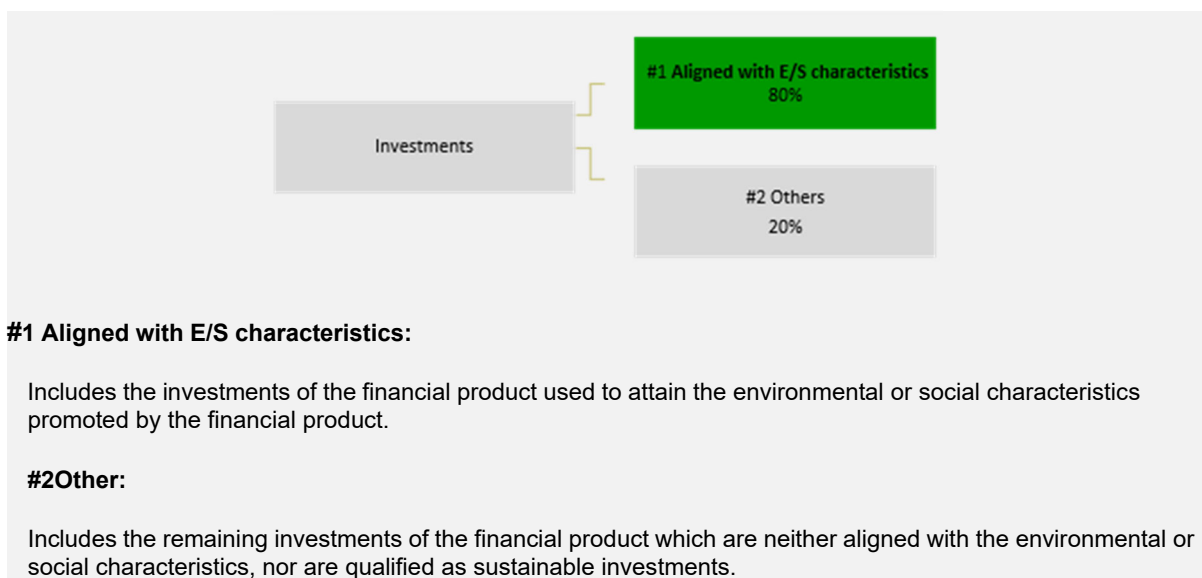 #1 Aligned with E/S characteristics
80%
Investments
#2 Others
20%
#1 Aligned with E/S characteristics:
Includes the investments of the financial product used to attain the environmental or social characteristics
promoted by the financial product.
#2Other:
Includes the remaining investments of the financial product which are neither aligned with the environmental or
social characteristics, nor are qualified as sustainable investments.